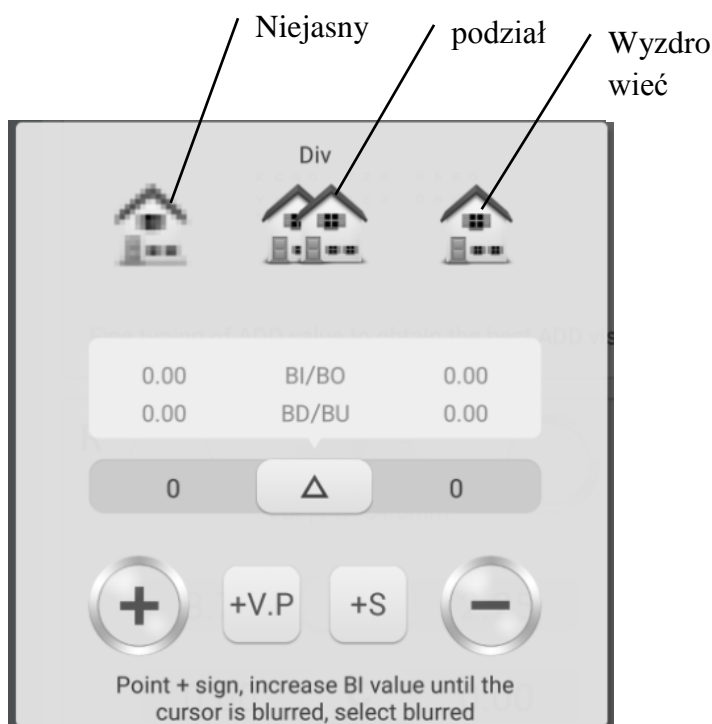 Niejasny
podział
Wyzdro
wieć
Div
0.00 BI/BO 0.00
0.00 BD/BU 0.00
0 Δ 0
+ +V.P +S −
Point + sign, increase BI value until the
cursor is blurred, select blurred